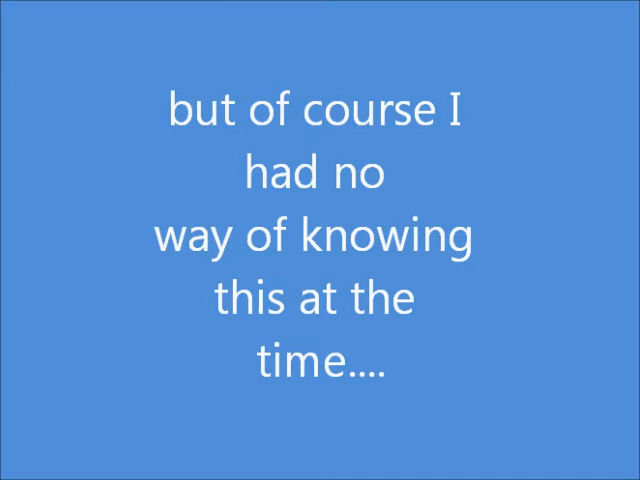 but of course I
had no
way of knowing
this at the
time....